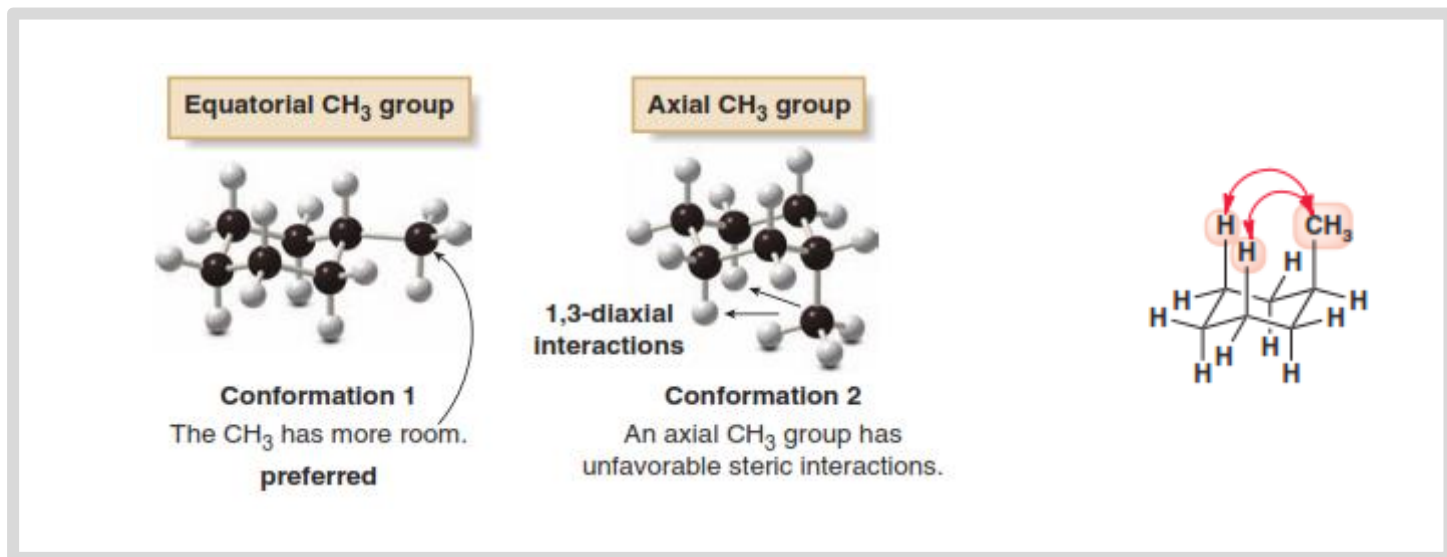 Equatorial CH₃ group
Axial CH₃ group
1,3-diaxial
interactions
Conformation 1
The CH₃ has more room.
preferred
Conformation 2
An axial CH₃ group has
unfavorable steric interactions.
H
CH₃
H
H
H
H
H
H
H
H
H
H